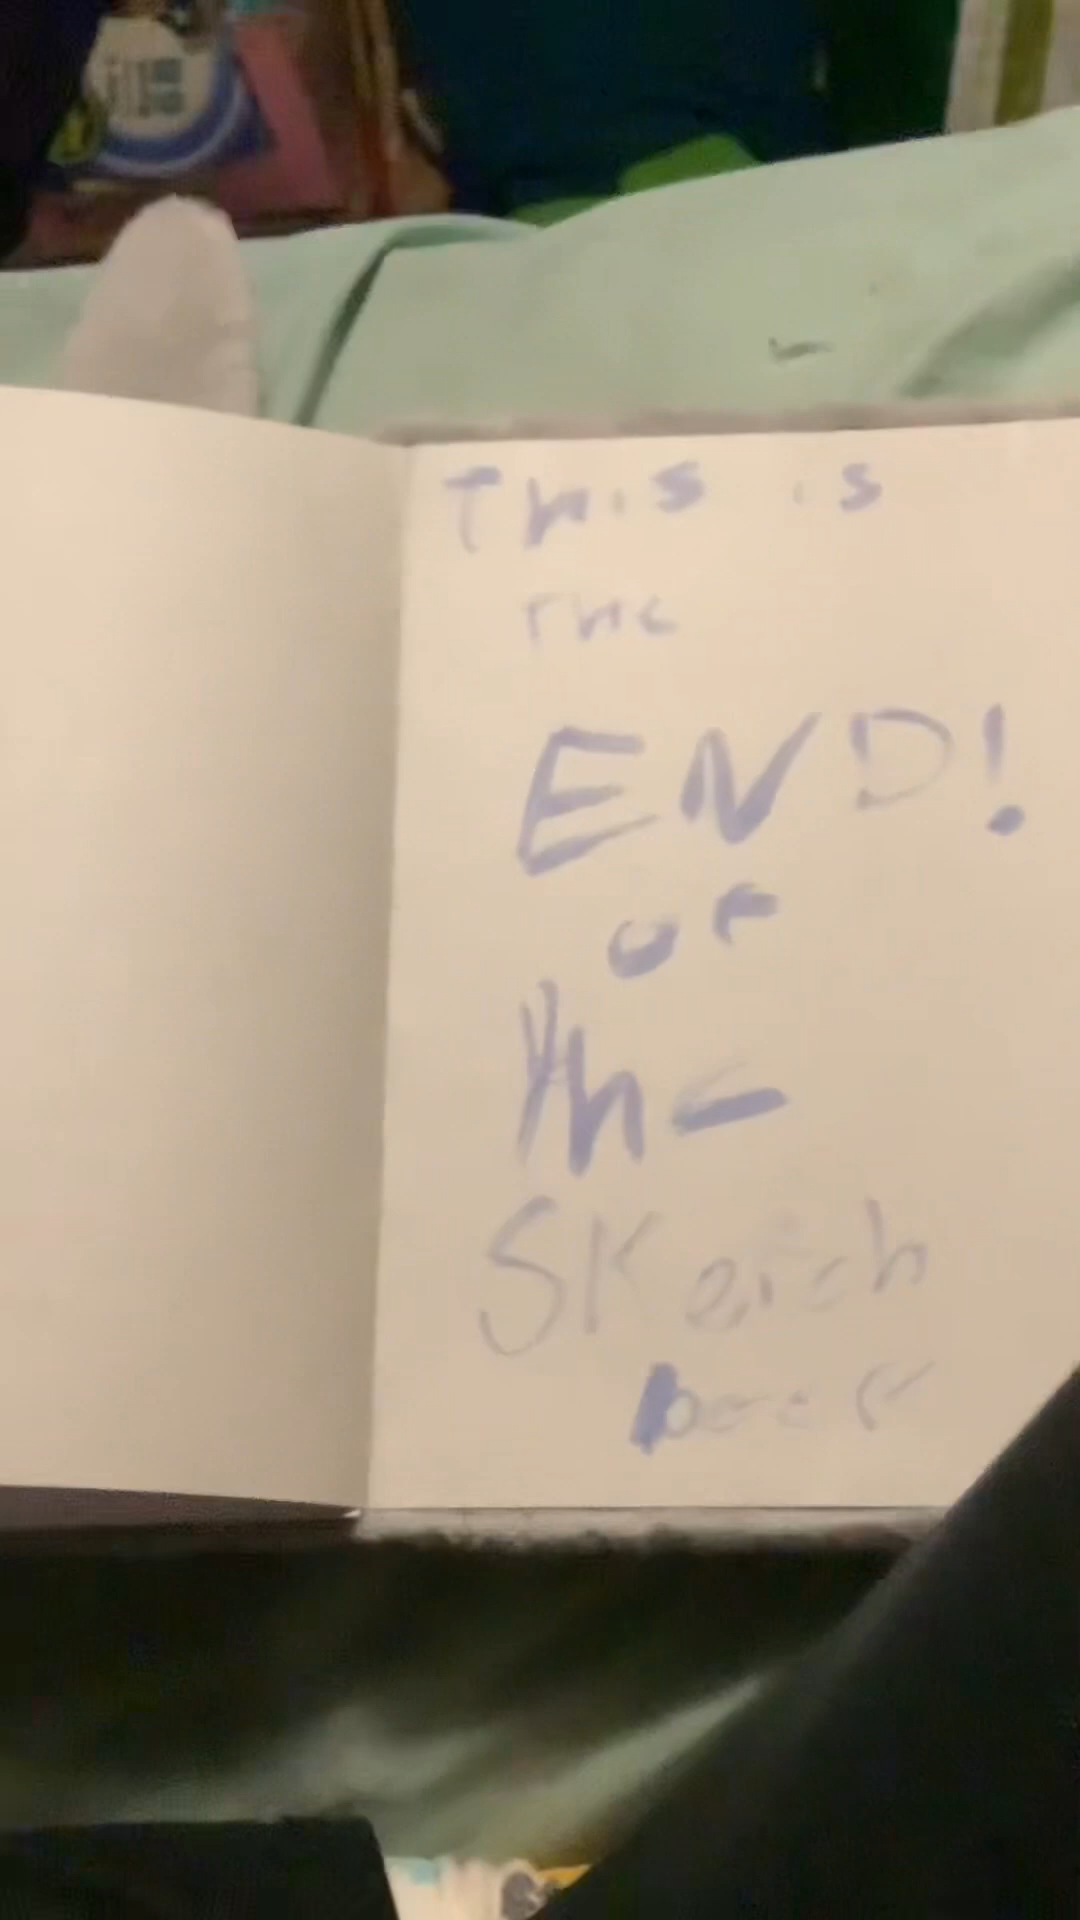 This is
the
END!
of
the
Sketch
book